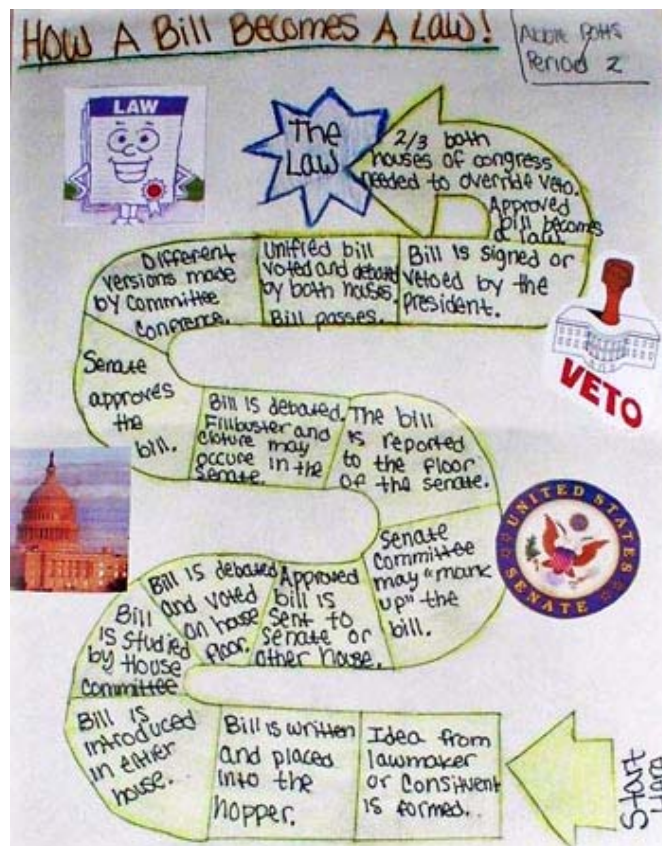 How A Bill Becomes A Law!
Period 2
LAW
The
Law
2/3 both
houses of congress
needed to override veto.
Approved
bill becomes
a law.
Different
versions made
by Committee
Confrence.
Unified bill
voted and debated
by both houses.
Bill passes.
Bill is signed or
vetoed by the
president.
VETO
Senate
approves
the
bill.
Bill is debated.
Fillbuster and
cloture may
occure in the
Senate.
The bill
is reported
to the floor
of the senate.
UNITED STATES
SENATE
Senate
Committee
may "mark
up" the
bill.
Approved
bill is
sent to
senate or
other house.
Bill is debated
and voted
on house
floor.
Bill
is studied
by House
Committee
Bill is
introduced
in either
house.
Bill is written
and placed
into the
hopper.
Idea from
lawmaker
or Consituent
is formed.
Start
Here